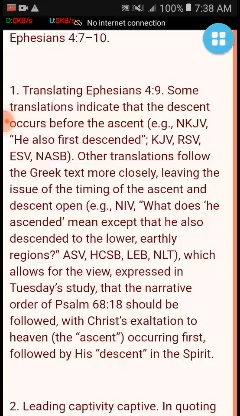 100% 7:38 AM
0:0KB/s U:0KB/s No internet connection
Ephesians 4:7–10.
1. Translating Ephesians 4:9. Some
translations indicate that the descent
occurs before the ascent (e.g., NKJV,
“He also first descended”; KJV, RSV,
ESV, NASB). Other translations follow
the Greek text more closely, leaving the
issue of the timing of the ascent and
descent open (e.g., NIV, “What does ‘he
ascended’ mean except that he also
descended to the lower, earthly
regions?” ASV, HCSB, LEB, NLT), which
allows for the view, expressed in
Tuesday’s study, that the narrative
order of Psalm 68:18 should be
followed, with Christ’s exaltation to
heaven (the “ascent”) occurring first,
followed by His “descent” in the Spirit.
2. Leading captivity captive. In quoting